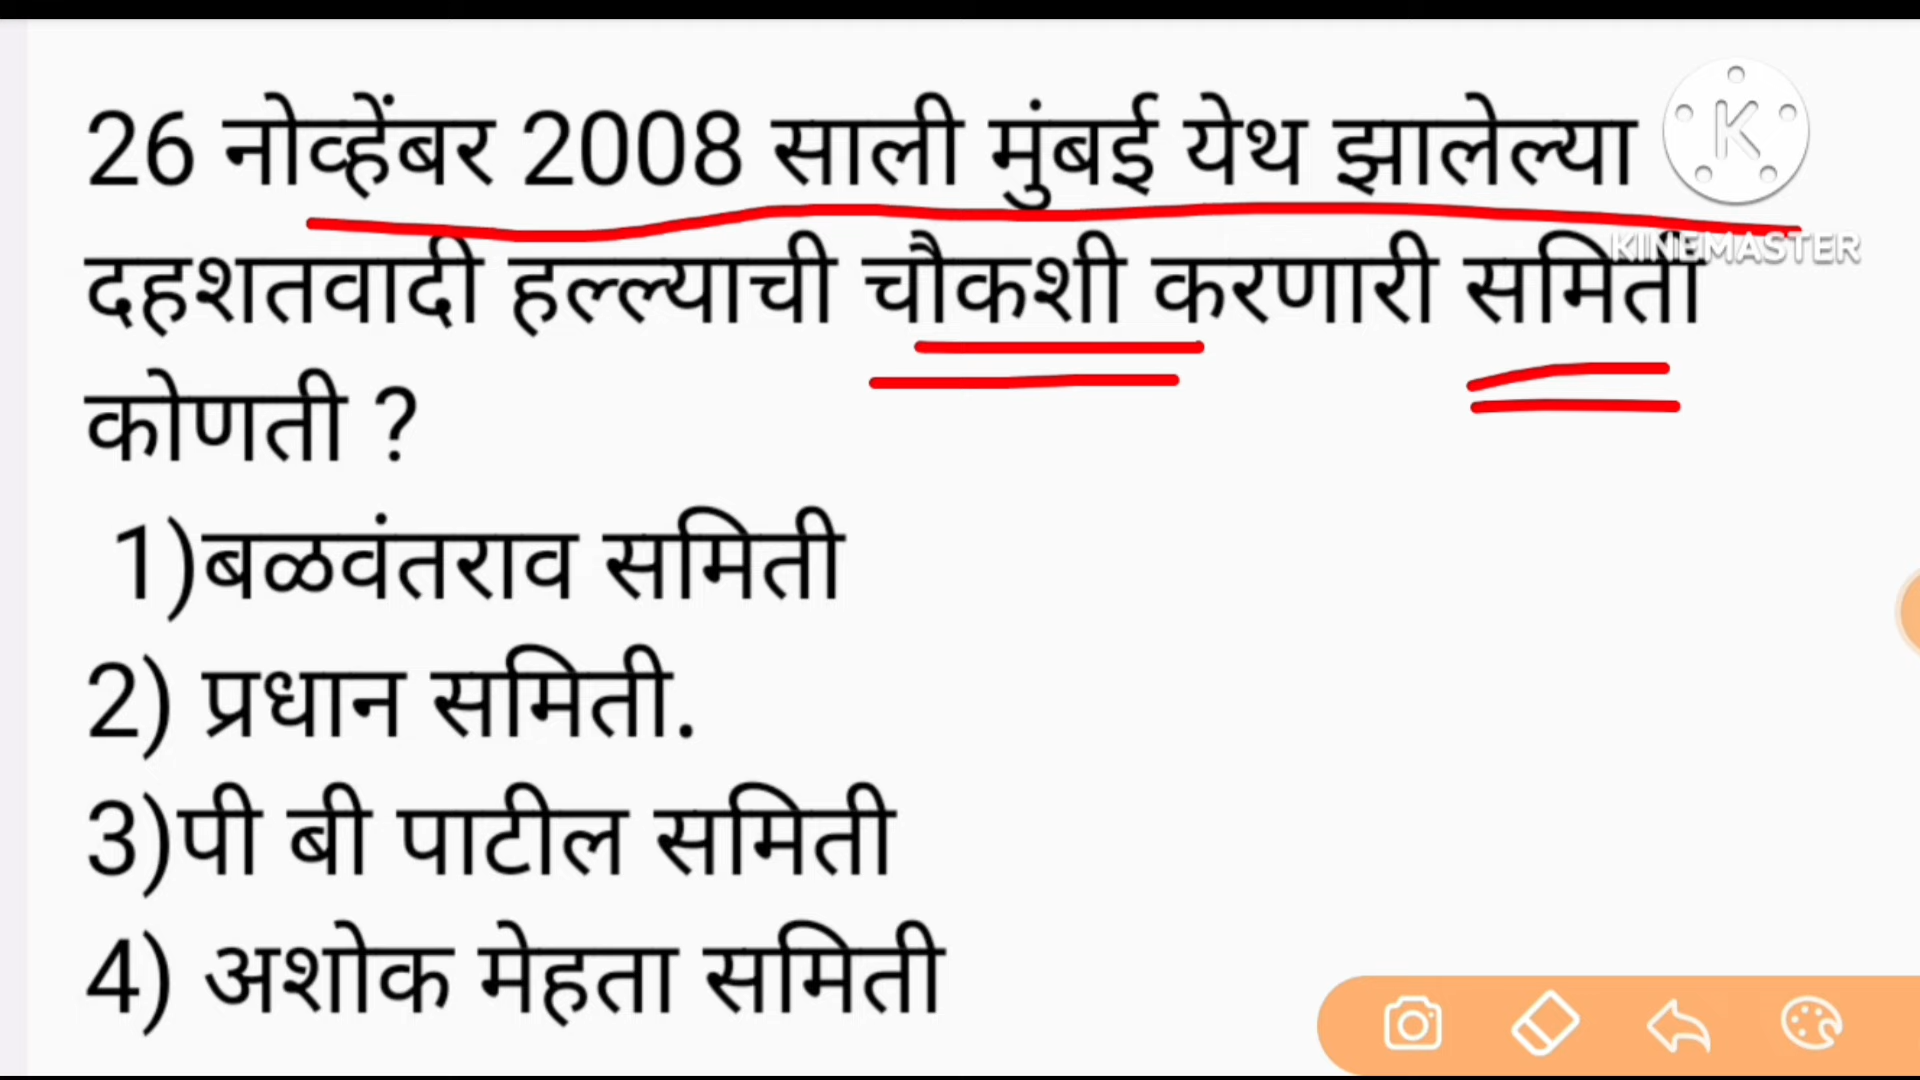 26 नोव्हेंबर 2008 साली मुंबई येथ झालेल्या
दहशतवादी हल्ल्याची चौकशी करणारी समिती
कोणती ?
1)बळवंतराव समिती
2) प्रधान समिती.
3)पी बी पाटील समिती
4) अशोक मेहता समिती
K
KINEMASTER